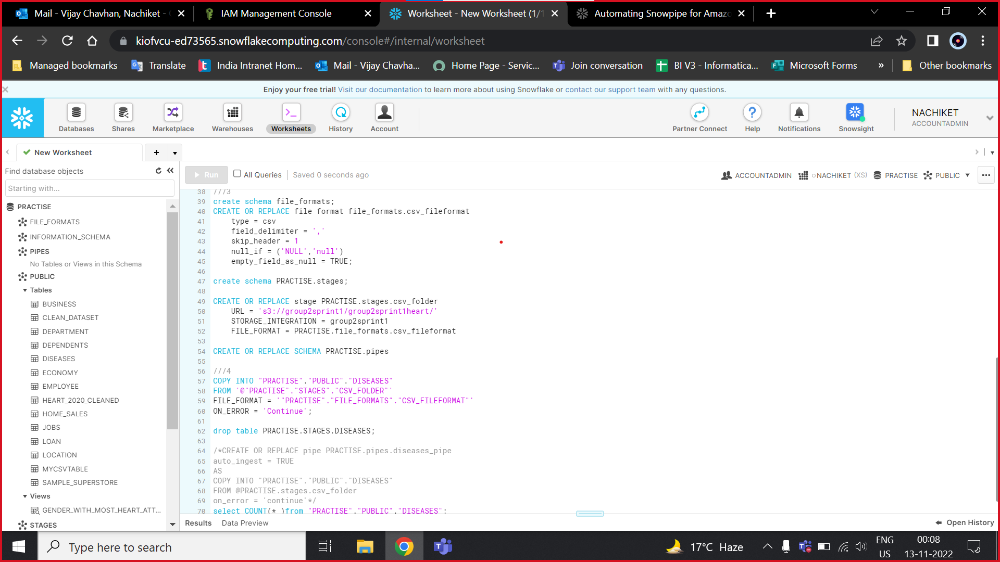 Mail - Vijay Chavhan, Nachiket -
IAM Management Console
Worksheet - New Worksheet (1/1
Automating Snowpipe for Amazo
kiofvcu-ed73565.snowflakecomputing.com/console#/internal/worksheet
Managed bookmarks
Translate
India Intranet Hom...
Mail - Vijay Chavha...
Home Page - Servic...
Join conversation
BI V3 - Informatica...
Microsoft Forms
»
Other bookmarks
Enjoy your free trial! Visit our documentation to learn more about using Snowflake or contact our support team with any questions.
Databases
Shares
Marketplace
Warehouses
Worksheets
History
Account
Partner Connect
Help
Notifications
Snowsight
NACHIKET
ACCOUNTADMIN
New Worksheet
Find database objects
Starting with...
Run
All Queries
Saved 0 seconds ago
ACCOUNTADMIN
NACHIKET (XS)
PRACTISE
PUBLIC
PRACTISE
FILE_FORMATS
INFORMATION_SCHEMA
PIPES
No Tables or Views in this Schema
PUBLIC
Tables
BUSINESS
CLEAN_DATASET
DEPARTMENT
DEPENDENTS
DISEASES
ECONOMY
EMPLOYEE
HEART_2020_CLEANED
HOME_SALES
JOBS
LOAN
LOCATION
MYCSVTABLE
SAMPLE_SUPERSTORE
Views
GENDER_WITH_MOST_HEART_ATT...
STAGES
38 ///3
39 create schema file_formats;
40 CREATE OR REPLACE file format file_formats.csv_fileformat
41 type = csv
42 field_delimiter = ','
43 skip_header = 1
44 null_if = ('NULL','null')
45 empty_field_as_null = TRUE;
46
47 create schema PRACTISE.stages;
48
49 CREATE OR REPLACE stage PRACTISE.stages.csv_folder
50 URL = 's3://group2sprint1/group2sprint1heart/'
51 STORAGE_INTEGRATION = group2sprint1
52 FILE_FORMAT = PRACTISE.file_formats.csv_fileformat
53
54 CREATE OR REPLACE SCHEMA PRACTISE.pipes
55
56 ///4
57 COPY INTO "PRACTISE"."PUBLIC"."DISEASES"
58 FROM '@"PRACTISE"."STAGES"."CSV_FOLDER"'
59 FILE_FORMAT = '"PRACTISE"."FILE_FORMATS"."CSV_FILEFORMAT"'
60 ON_ERROR = 'Continue';
61
62 drop table PRACTISE.STAGES.DISEASES;
63
64 /*CREATE OR REPLACE pipe PRACTISE.pipes.diseases_pipe
65 auto_ingest = TRUE
66 AS
67 COPY INTO "PRACTISE"."PUBLIC"."DISEASES"
68 FROM @PRACTISE.stages.csv_folder
69 on_error = 'continue'*/
70 select COUNT(* )from "PRACTISE"."PUBLIC"."DISEASES";
Results
Data Preview
Open History
Type here to search
17°C Haze
ENG
US
00:08
13-11-2022